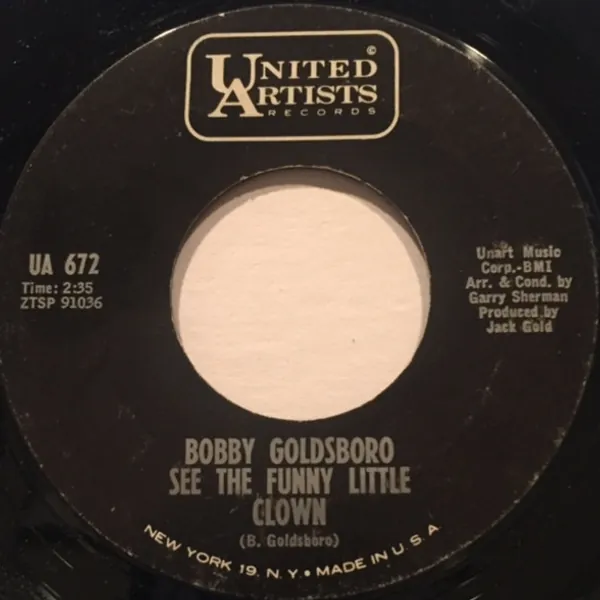 ©
UNITED
ARTISTS
RECORDS
UA 672
Time: 2:35
ZTSP 91036
Unart Music
Corp.-BMI
Arr. & Cond. by
Garry Sherman
Produced by
Jack Gold
BOBBY GOLDSBORO
SEE THE FUNNY LITTLE
CLOWN
(B. Goldsboro)
NEW YORK 19, N.Y. • MADE IN U.S.A.